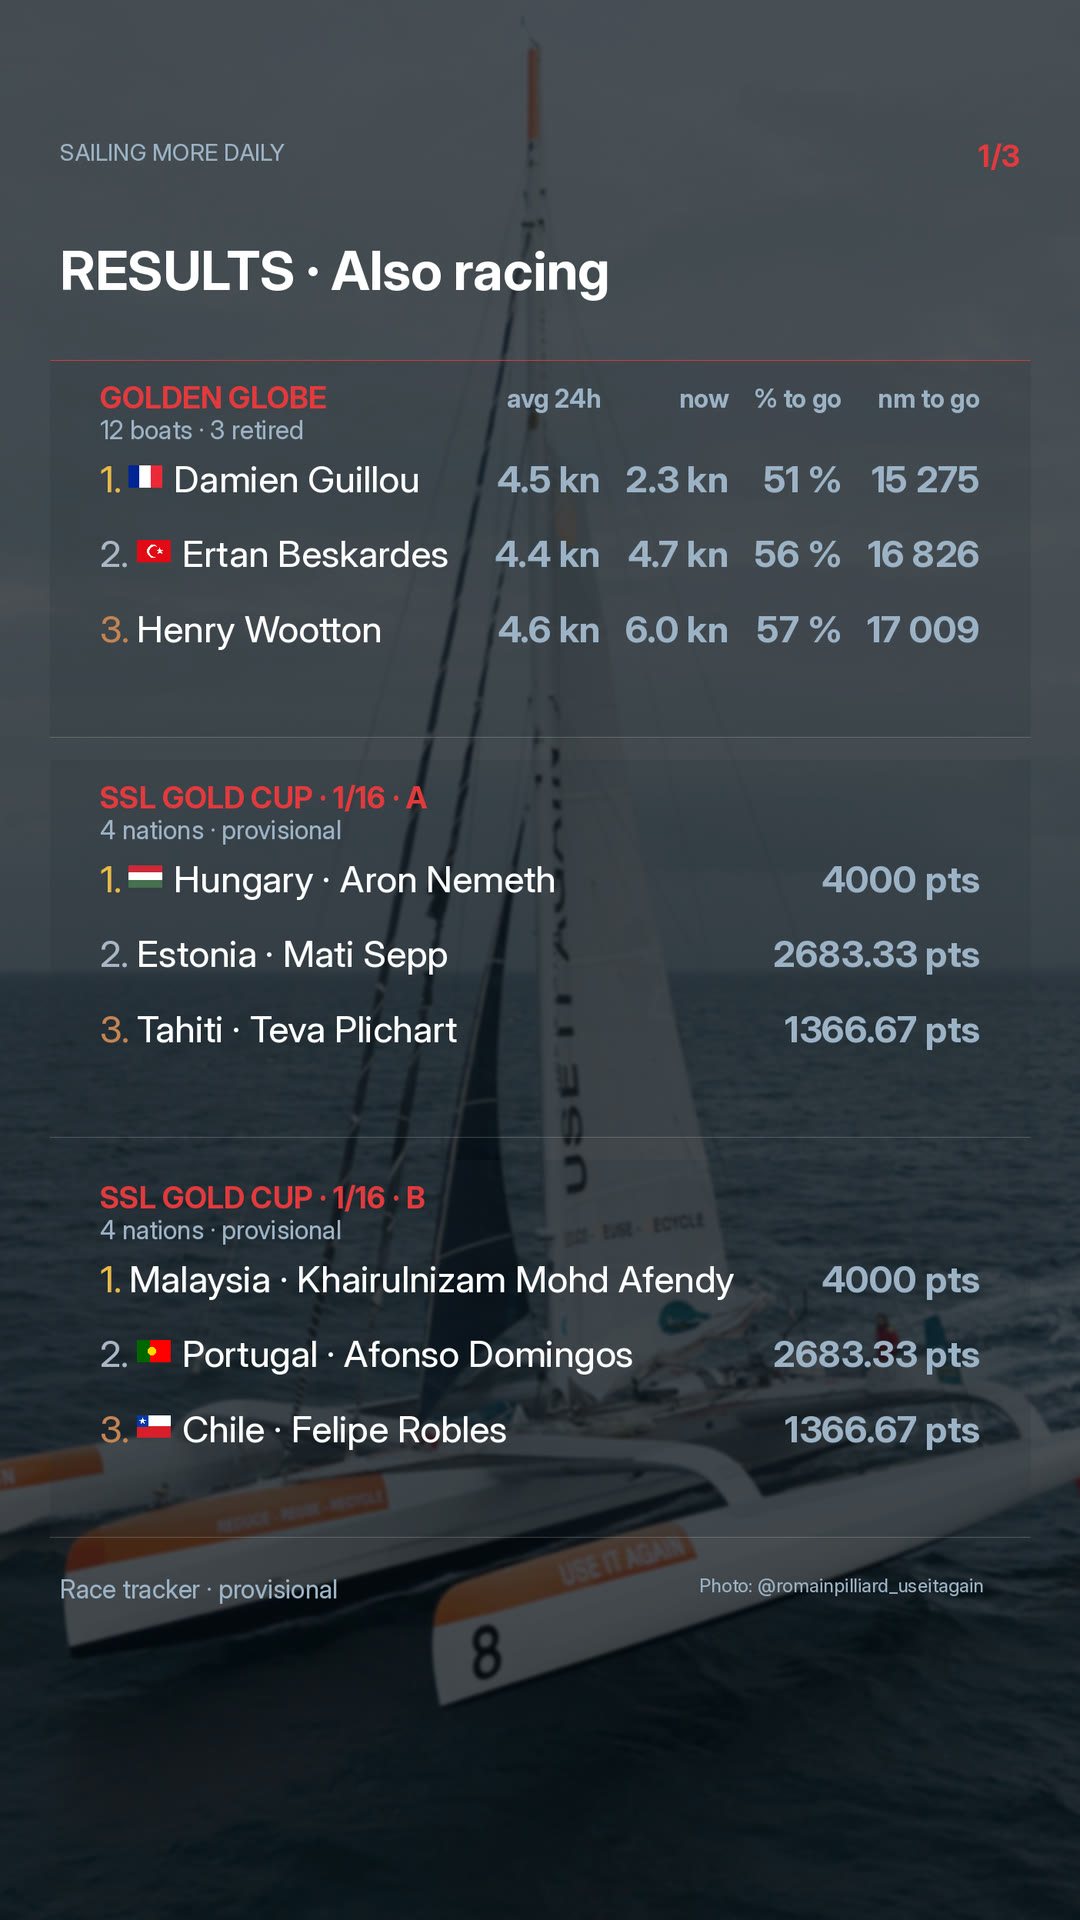 SAILING MORE DAILY
1/3
RESULTS · Also racing
GOLDEN GLOBE avg 24h now % to go nm to go
12 boats · 3 retired
1. Damien Guillou 4.5 kn 2.3 kn 51 % 15 275
2. Ertan Beskardes 4.4 kn 4.7 kn 56 % 16 826
3. Henry Wootton 4.6 kn 6.0 kn 57 % 17 009
SSL GOLD CUP · 1/16 · A
4 nations · provisional
1. Hungary · Aron Nemeth 4000 pts
2. Estonia · Mati Sepp 2683.33 pts
3. Tahiti · Teva Plichart 1366.67 pts
SSL GOLD CUP · 1/16 · B
4 nations · provisional
1. Malaysia · Khairulnizam Mohd Afendy 4000 pts
2. Portugal · Afonso Domingos 2683.33 pts
3. Chile · Felipe Robles 1366.67 pts
USE IT
REDUCE - REUSE - RECYCLE
USE IT AGAIN
8
Race tracker · provisional
Photo: @romainpilliard_useitagain